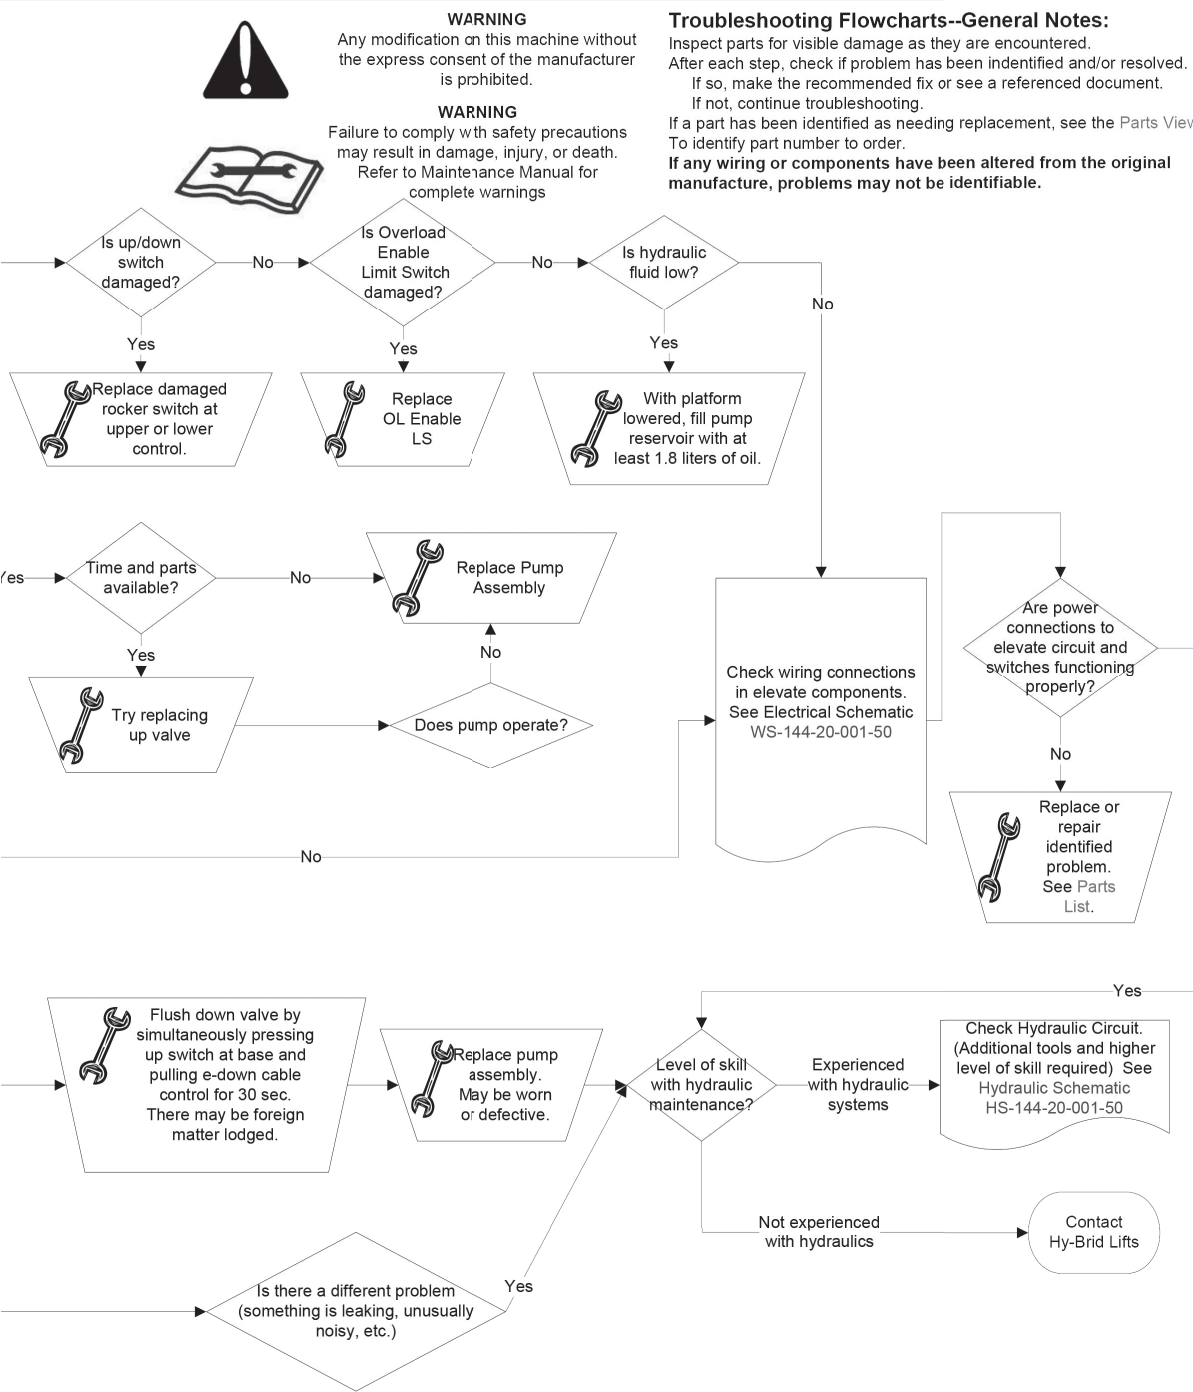 WARNING
Any modification on this machine without
the express consent of the manufacturer
is prohibited.
WARNING
Failure to comply with safety precautions
may result in damage, injury, or death.
Refer to Maintenance Manual for
complete warnings
Troubleshooting Flowcharts--General Notes:
Inspect parts for visible damage as they are encountered.
After each step, check if problem has been indentified and/or resolved.
If so, make the recommended fix or see a referenced document.
If not, continue troubleshooting.
If a part has been identified as needing replacement, see the Parts View
To identify part number to order.
If any wiring or components have been altered from the original
manufacture, problems may not be identifiable.
Is up/down
switch
damaged?
No
Is Overload
Enable
Limit Switch
damaged?
No
Is hydraulic
fluid low?
No
Yes
Yes
Yes
Replace damaged
rocker switch at
upper or lower
control.
Replace
OL Enable
LS
With platform
lowered, fill pump
reservoir with at
least 1.8 liters of oil.
Yes
Time and parts
available?
No
Replace Pump
Assembly
Yes
No
Try replacing
up valve
Does pump operate?
Check wiring connections
in elevate components.
See Electrical Schematic
WS-144-20-001-50
Are power
connections to
elevate circuit and
switches functioning
properly?
No
Replace or
repair
identified
problem.
See Parts
List.
No
Yes
Flush down valve by
simultaneously pressing
up switch at base and
pulling e-down cable
control for 30 sec.
There may be foreign
matter lodged.
Replace pump
assembly.
May be worn
or defective.
Level of skill
with hydraulic
maintenance?
Experienced
with hydraulic
systems
Check Hydraulic Circuit.
(Additional tools and higher
level of skill required) See
Hydraulic Schematic
HS-144-20-001-50
Not experienced
with hydraulics
Contact
Hy-Brid Lifts
Yes
Is there a different problem
(something is leaking, unusually
noisy, etc.)